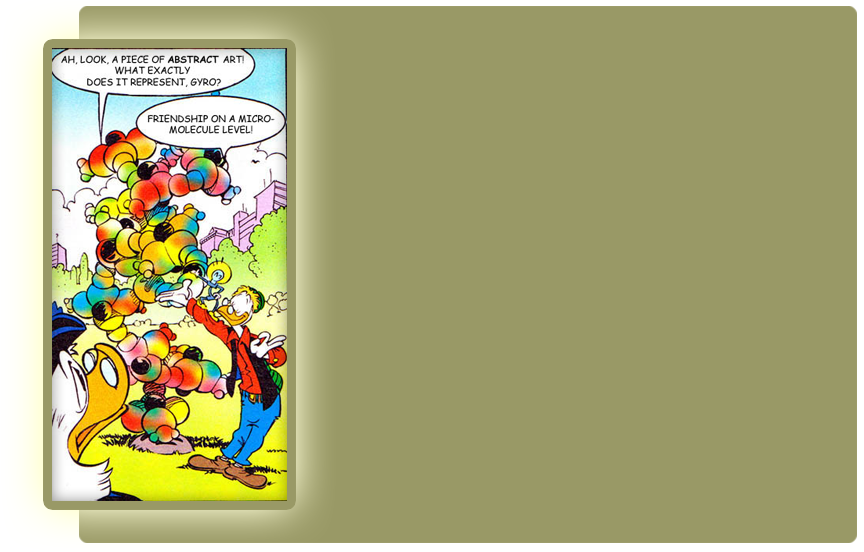 AH, LOOK, A PIECE OF ABSTRACT ART!
WHAT EXACTLY
DOES IT REPRESENT, GYRO?
FRIENDSHIP ON A MICRO-
MOLECULE LEVEL!